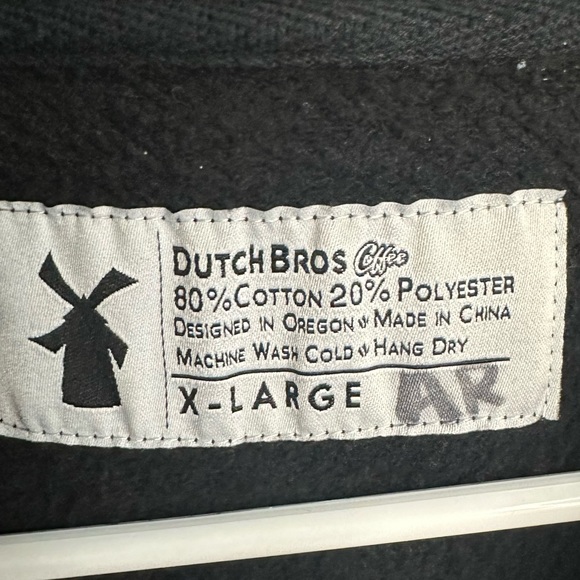 DUTCH BROS Coffee
80% COTTON 20% POLYESTER
DESIGNED IN OREGON MADE IN CHINA
MACHINE WASH COLD HANG DRY
X-LARGE AR